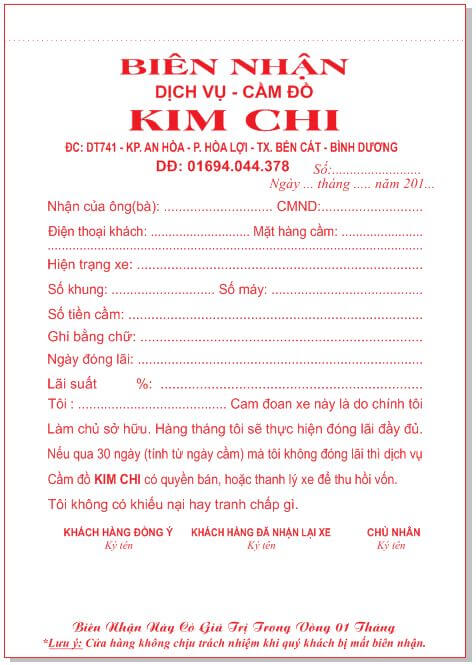 BIÊN NHẬN
DỊCH VỤ - CẦM ĐỒ
KIM CHI
ĐC: DT741 - KP. AN HÒA - P. HÒA LỢI - TX. BẾN CÁT - BÌNH DƯƠNG
DĐ: 01694.044.378 Số:.........................
Ngày ... tháng ..... năm 201...
Nhận của ông(bà): ............................ CMND:..........................
Điện thoại khách: ............................ Mặt hàng cầm: ......................
....................................................................................................
Hiện trạng xe: ...........................................................................
Số khung: ............................ Số máy: .........................................
Số tiền cầm: .............................................................................
Ghi bằng chữ: ...........................................................................
Ngày đóng lãi: ...........................................................................
Lãi suất %: ......................................................................
Tôi : ................................. Cam đoan xe này là do chính tôi
Làm chủ sở hữu. Hàng tháng tôi sẽ thực hiện đóng lãi đầy đủ.
Nếu qua 30 ngày (tính từ ngày cầm) mà tôi không đóng lãi thì dịch vụ
Cầm đồ KIM CHI có quyền bán, hoặc thanh lý xe để thu hồi vốn.
Tôi không có khiếu nại hay tranh chấp gì.
KHÁCH HÀNG ĐỒNG Ý KHÁCH HÀNG ĐÃ NHẬN LẠI XE CHỦ NHÂN
Ký tên Ký tên Ký tên
Biên Nhận Này Có Giá Trị Trong Vòng 01 Tháng
*Lưu ý: Cửa hàng không chịu trách nhiệm khi quý khách bị mất biên nhận.